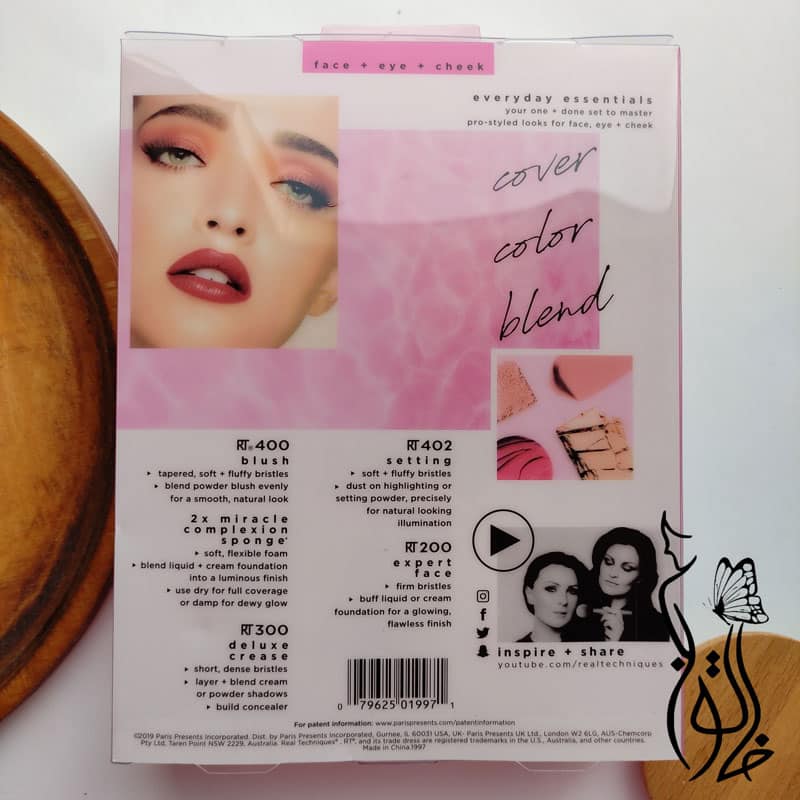 face + eye + cheek
everyday essentials
your one + done set to master
pro-styled looks for face, eye + cheek
cover
color
blend
RT® 400
blush
▸ tapered, soft + fluffy bristles
▸ blend powder blush evenly
for a smooth, natural look
2x miracle
complexion
sponge®
▸ soft, flexible foam
▸ blend liquid + cream foundation
into a luminous finish
▸ use dry for full coverage
or damp for dewy glow
RT 300
deluxe
crease
▸ short, dense bristles
▸ layer + blend cream
or powder shadows
▸ build concealer
RT 402
setting
▸ soft + fluffy bristles
▸ dust on highlighting or
setting powder, precisely
for natural looking
illumination
RT 200
expert
face
▸ firm bristles
▸ buff liquid or cream
foundation for a glowing,
flawless finish
inspire + share
youtube.com/realtechniques
0 79625 01997 1
For patent information: www.parispresents.com/patentinformation
©2019 Paris Presents Incorporated. Dist. by Paris Presents Incorporated, Gurnee, IL 60031 USA, UK- Paris Presents UK Ltd., London W2 6LG, AUS-Chemcorp
Pty Ltd, Taren Point NSW 2229, Australia. Real Techniques®, RT®, and its trade dress are registered trademarks in the U.S., Australia, and other countries.
Made in China.1997